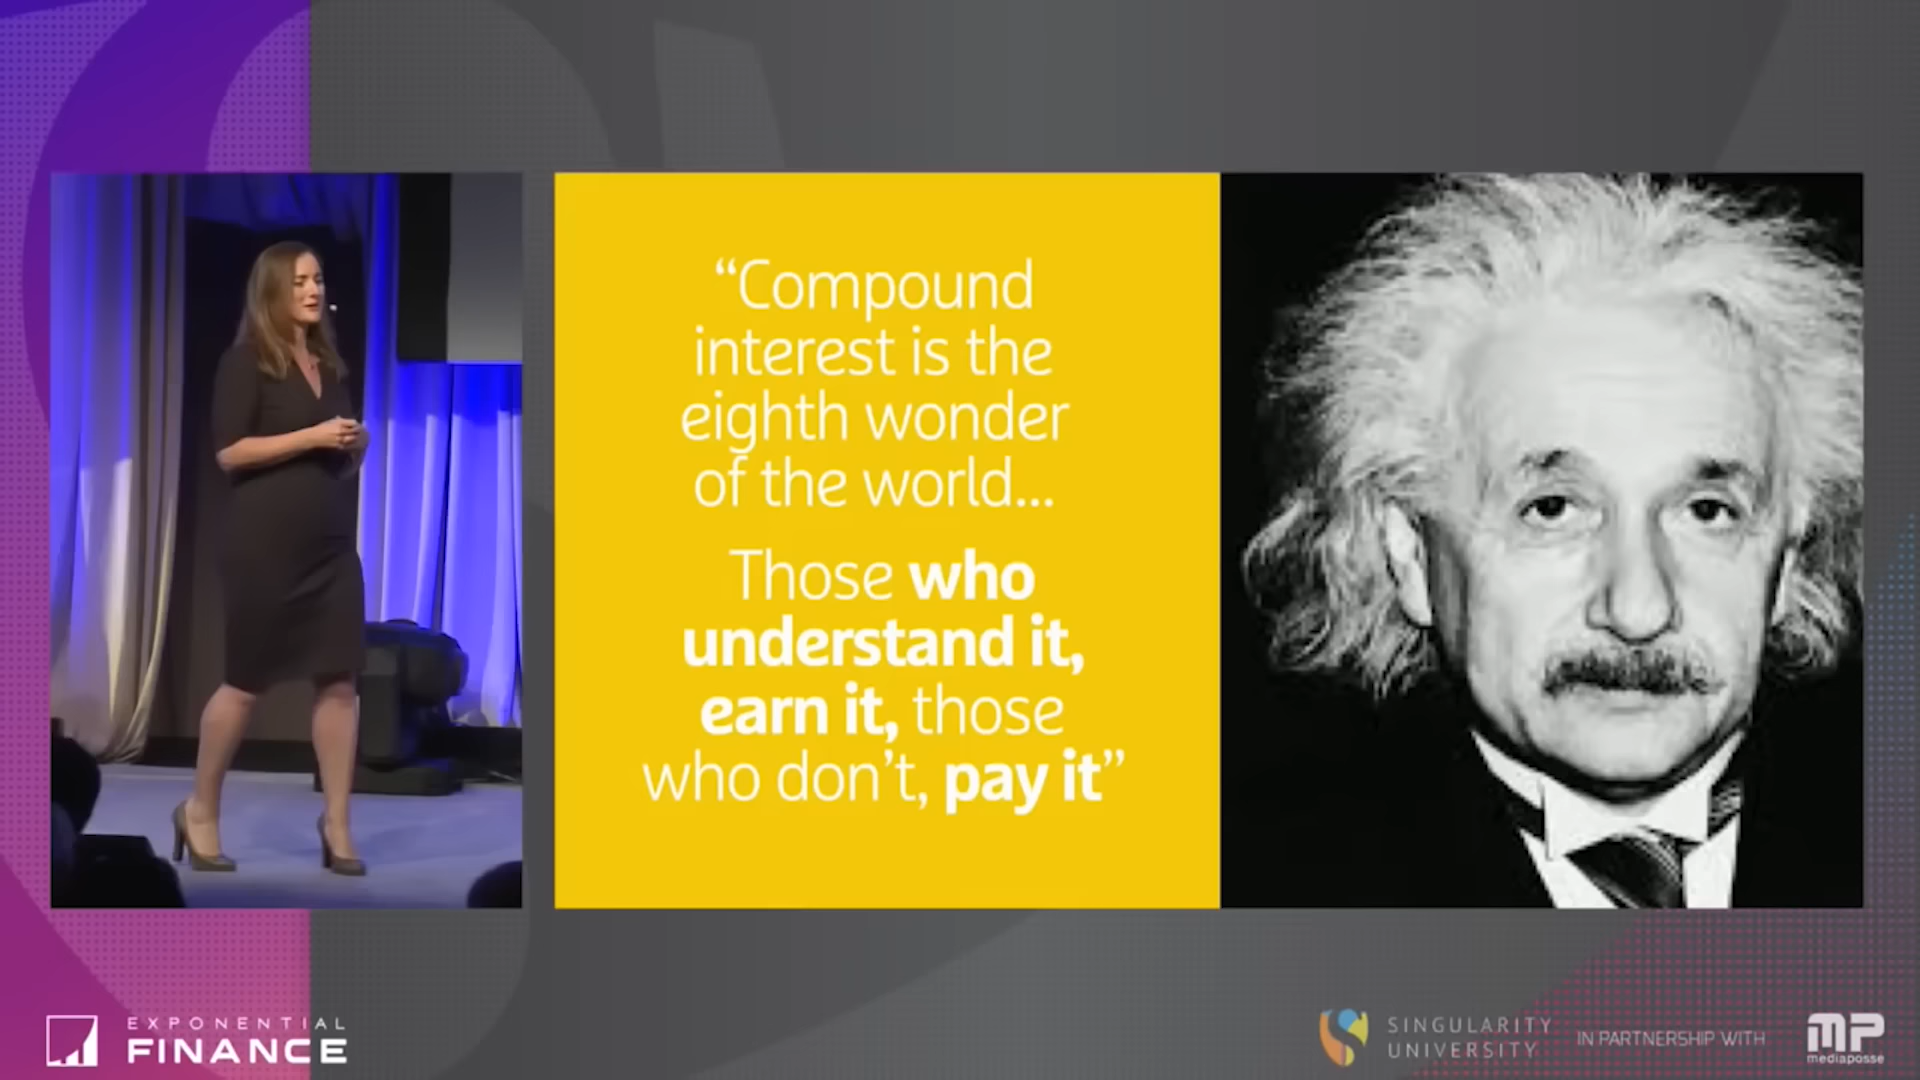 “Compound
interest is the
eighth wonder
of the world...
Those who
understand it,
earn it, those
who don’t, pay it”
EXPONENTIAL
FINANCE
SINGULARITY
UNIVERSITY
IN PARTNERSHIP WITH
MP
mediaposse